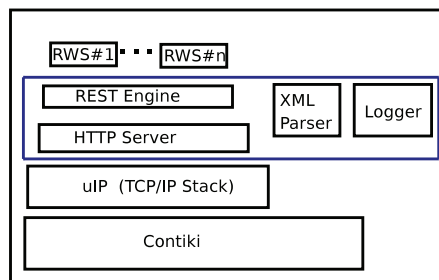 RWS#1 ... RWS#n
REST Engine
XML
Parser
Logger
HTTP Server
uIP (TCP/IP Stack)
Contiki